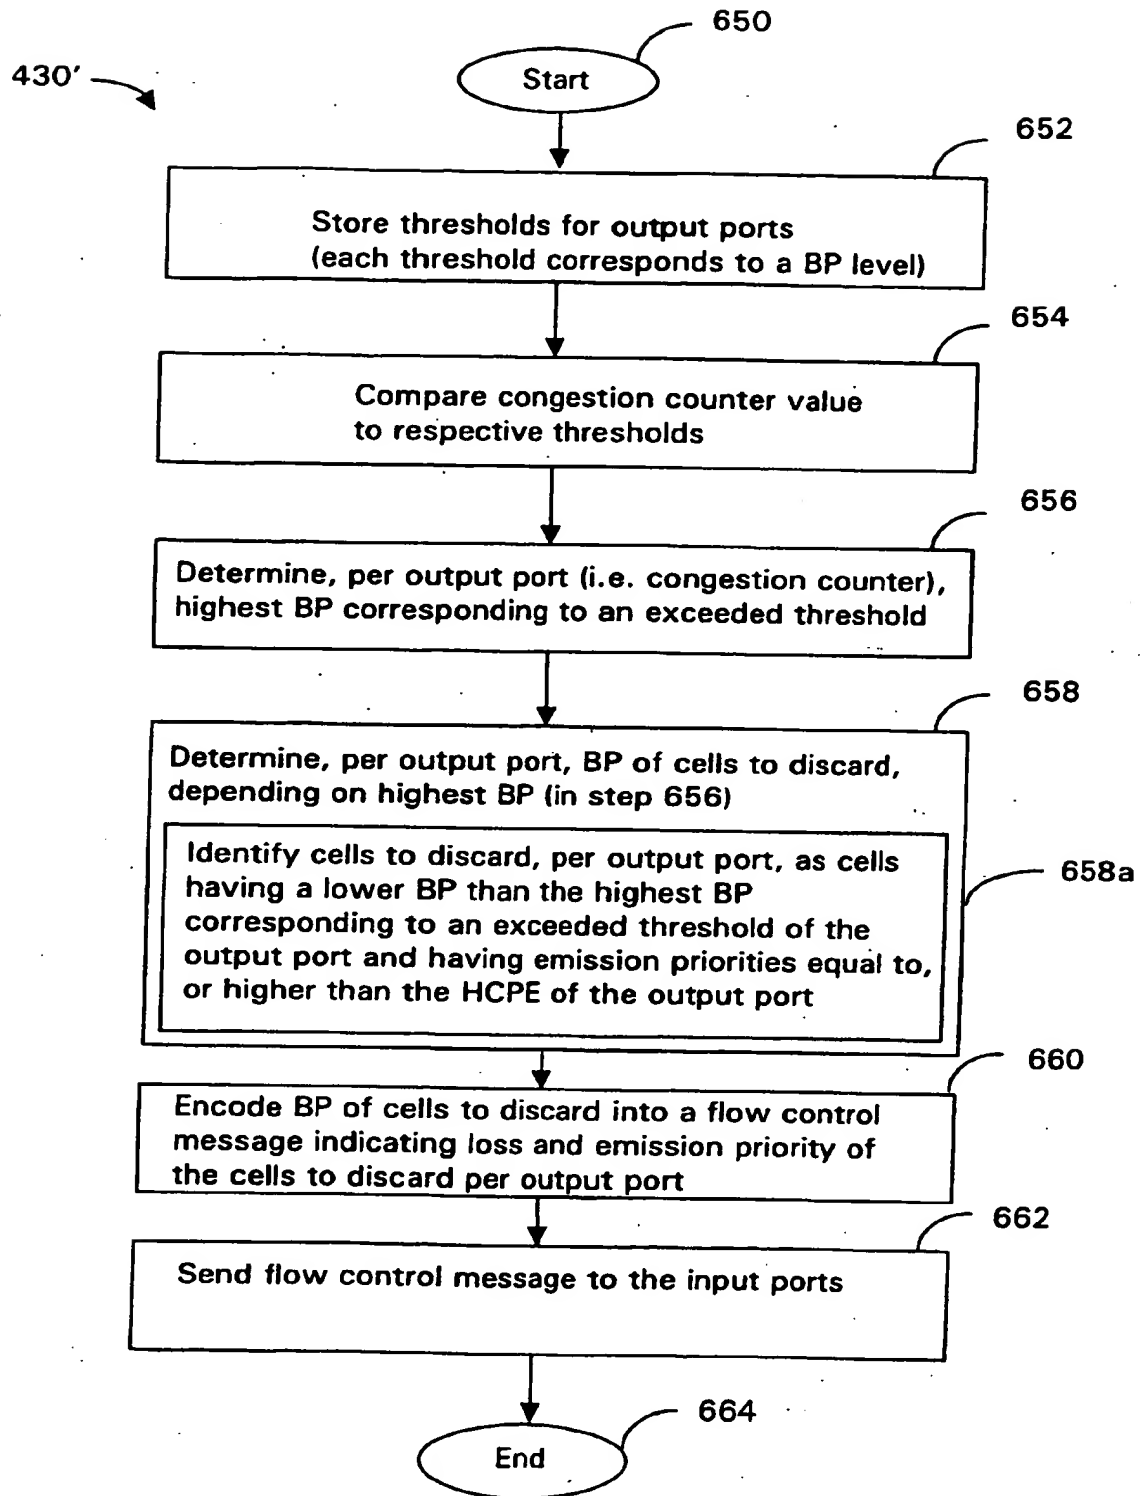 650
430'
Start
652
Store thresholds for output ports
(each threshold corresponds to a BP level)
654
Compare congestion counter value
to respective thresholds
656
Determine, per output port (i.e. congestion counter),
highest BP corresponding to an exceeded threshold
658
Determine, per output port, BP of cells to discard,
depending on highest BP (in step 656)
Identify cells to discard, per output port, as cells
having a lower BP than the highest BP
corresponding to an exceeded threshold of the
output port and having emission priorities equal to,
or higher than the HCPE of the output port
658a
660
Encode BP of cells to discard into a flow control
message indicating loss and emission priority of
the cells to discard per output port
662
Send flow control message to the input ports
664
End